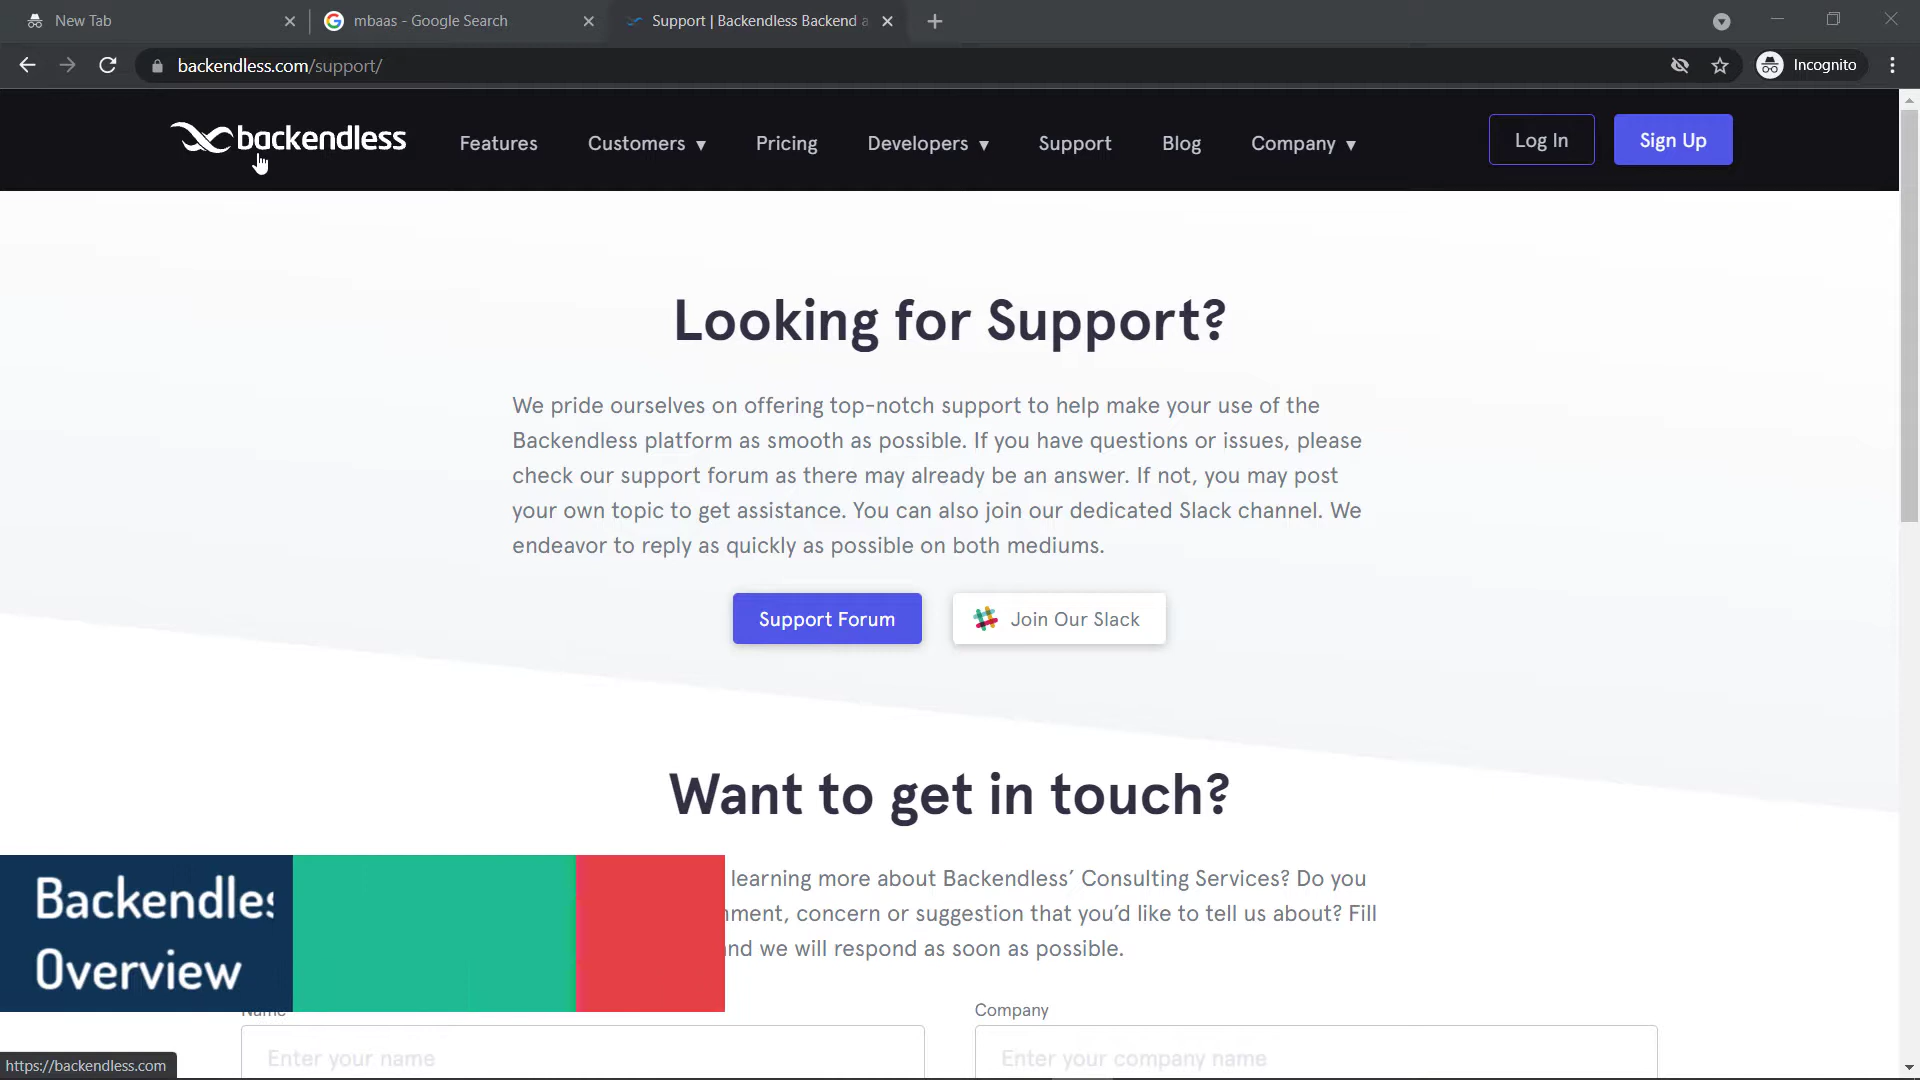 New Tab
mbaas - Google Search
Support | Backendless Backend a
backendless.com/support/
Incognito
backendless
Features
Customers ▾
Pricing
Developers ▾
Support
Blog
Company ▾
Log In
Sign Up
Looking for Support?
We pride ourselves on offering top-notch support to help make your use of the
Backendless platform as smooth as possible. If you have questions or issues, please
check our support forum as there may already be an answer. If not, you may post
your own topic to get assistance. You can also join our dedicated Slack channel. We
endeavor to reply as quickly as possible on both mediums.
Support Forum
Join Our Slack
Want to get in touch?
learning more about Backendless’ Consulting Services? Do you
mment, concern or suggestion that you’d like to tell us about? Fill
and we will respond as soon as possible.
Backendles
Overview
Name
Company
Enter your name
Enter your company name
https://backendless.com